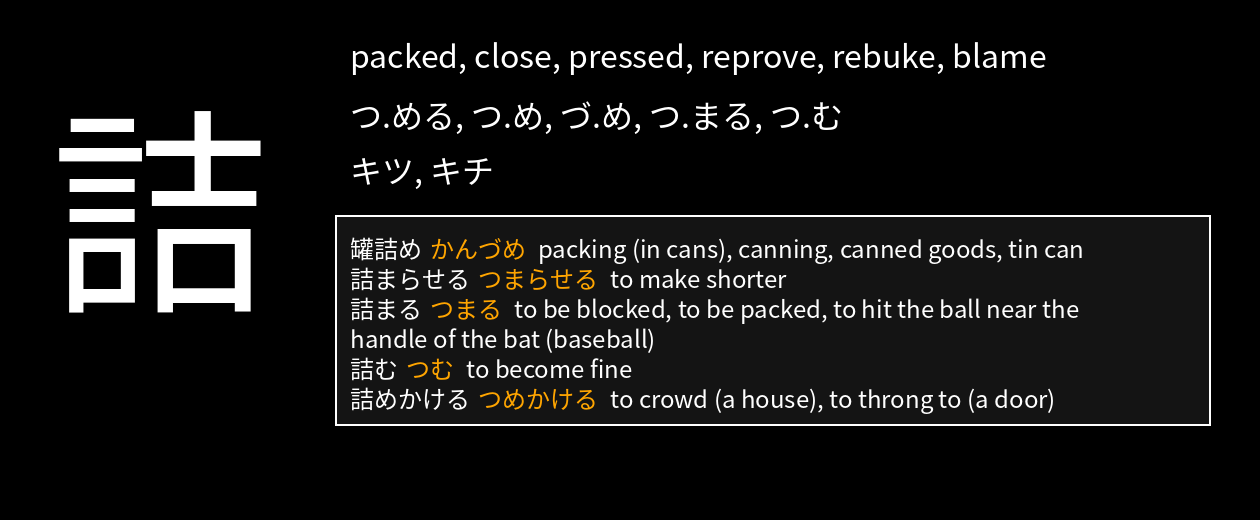 詰
packed, close, pressed, reprove, rebuke, blame
つ.める, つ.め, づ.め, つ.まる, つ.む
キツ, キチ
罐詰め かんづめ packing (in cans), canning, canned goods, tin can
詰まらせる つまらせる to make shorter
詰まる つまる to be blocked, to be packed, to hit the ball near the
handle of the bat (baseball)
詰む つむ to become fine
詰めかける つめかける to crowd (a house), to throng to (a door)